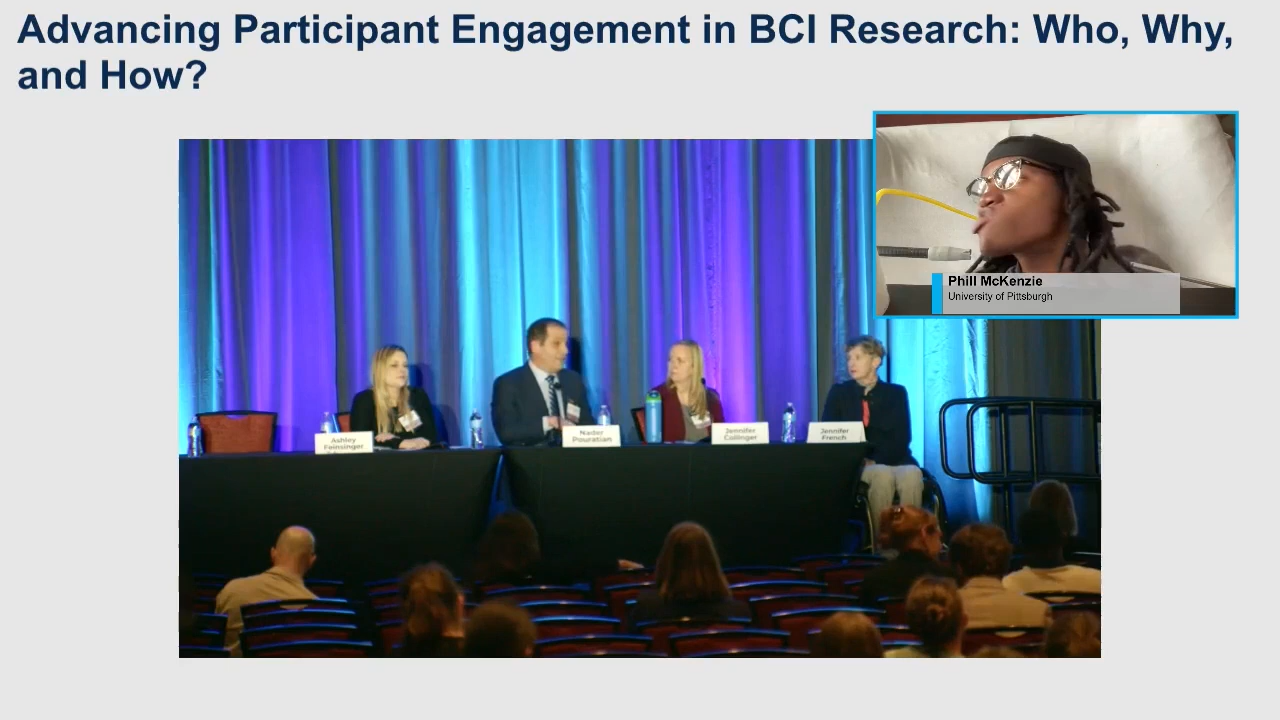 Advancing Participant Engagement in BCI Research: Who, Why,
and How?
Phill McKenzie
University of Pittsburgh
Ashley
Feinsinger
Nader
Pouratian
Jennifer
Collinger
Jennifer
French